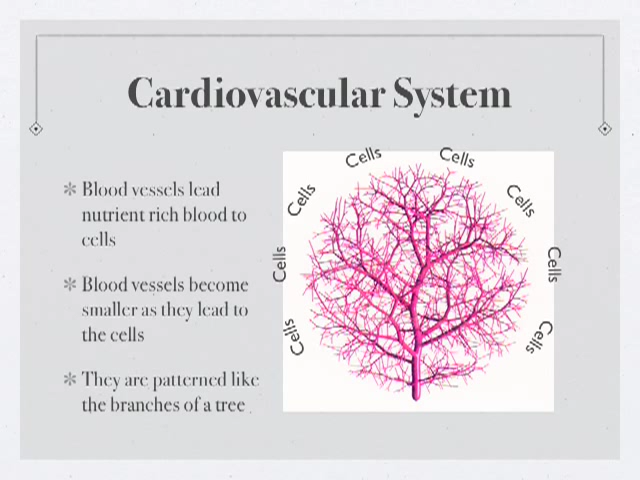 Cardiovascular System
✻ Blood vessels lead
nutrient rich blood to
cells
✻ Blood vessels become
smaller as they lead to
the cells
✻ They are patterned like
the branches of a tree
Cells
Cells
Cells
Cells
Cells
Cells
Cells
Cells